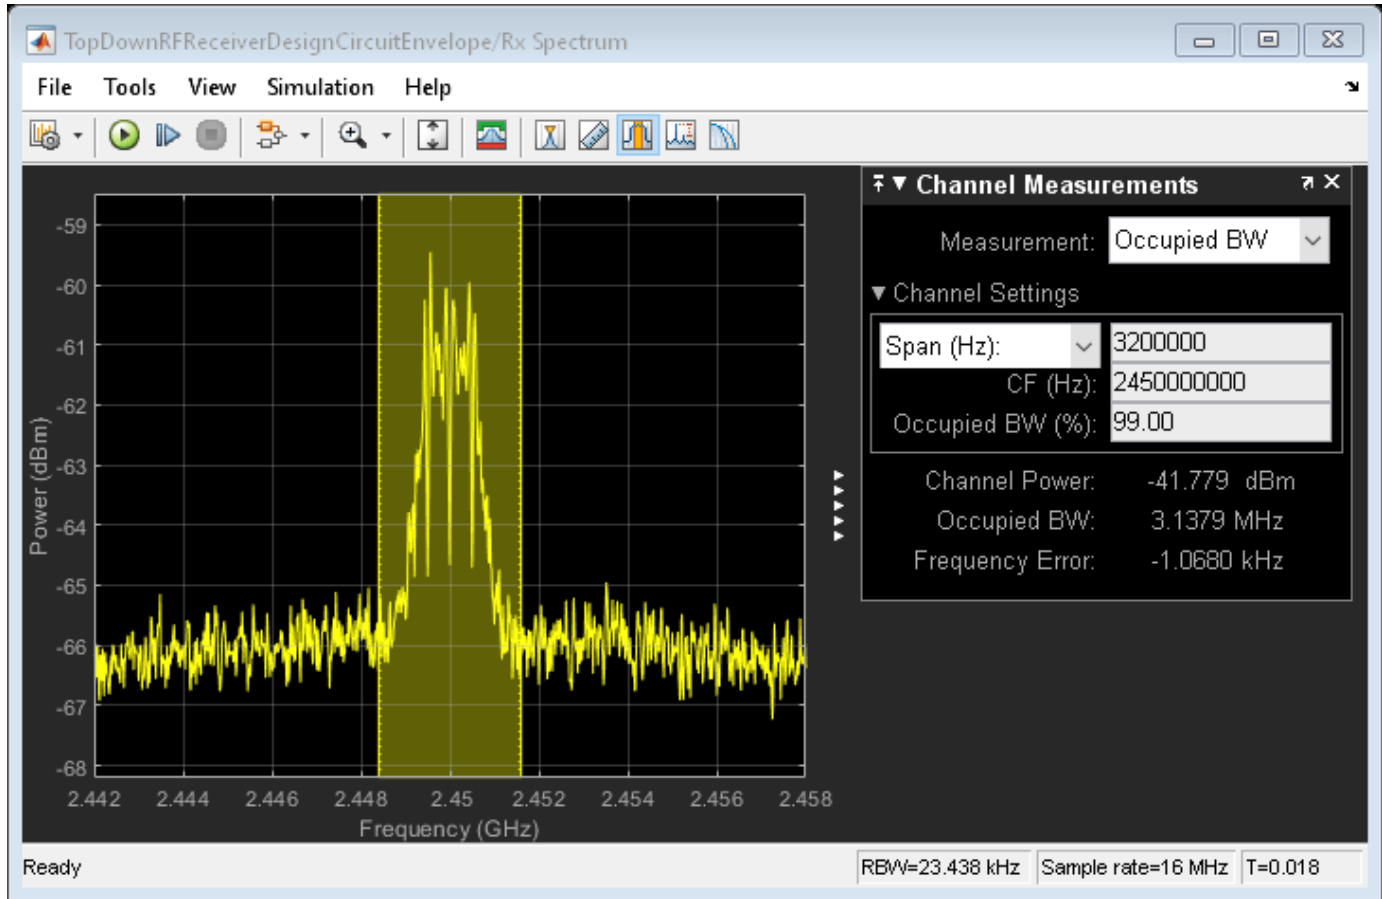 TopDownRFReceiverDesignCircuitEnvelope/Rx Spectrum
File Tools View Simulation Help
-59
-60
-61
-62
-63
-64
-65
-66
-67
-68
Power (dBm)
2.442 2.444 2.446 2.448 2.45 2.452 2.454 2.456 2.458
Frequency (GHz)
Channel Measurements
Measurement: Occupied BW
Channel Settings
Span (Hz): 3200000
CF (Hz): 2450000000
Occupied BW (%): 99.00
Channel Power: -41.779 dBm
Occupied BW: 3.1379 MHz
Frequency Error: -1.0680 kHz
Ready RBW=23.438 kHz Sample rate=16 MHz T=0.018